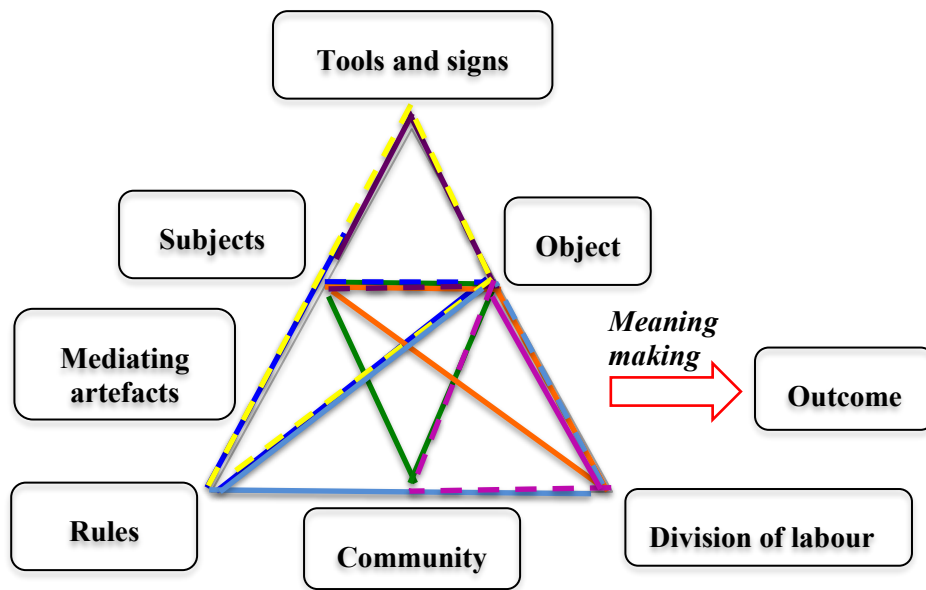 Tools and signs
Subjects
Object
Mediating
artefacts
Meaning
making
Outcome
Rules
Community
Division of labour